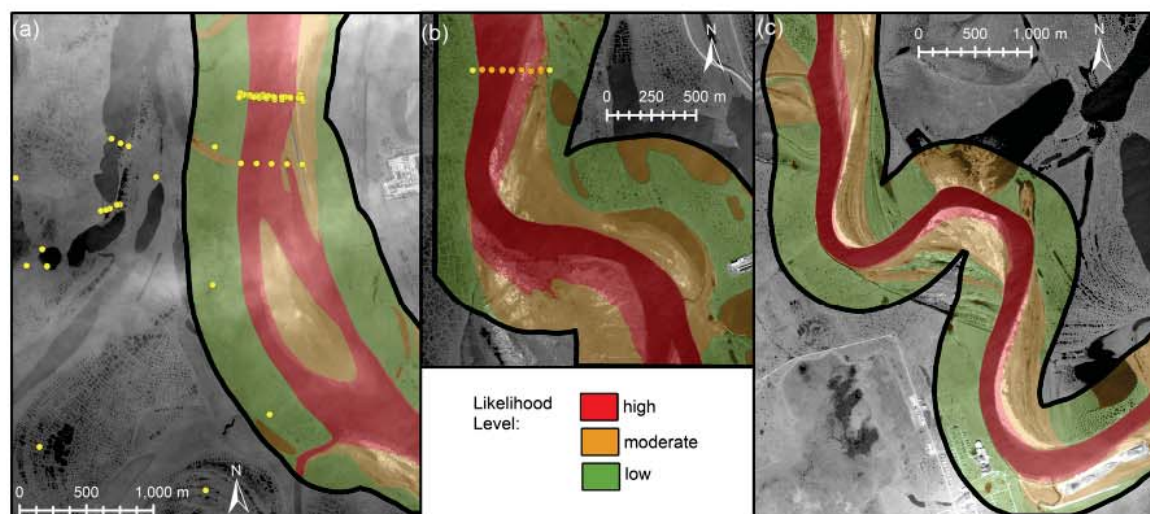 (a)
N
0 500 1,000 m
(b)
N
0 250 500 m
Likelihood
Level:
high
moderate
low
(c)
0 500 1,000 m
N